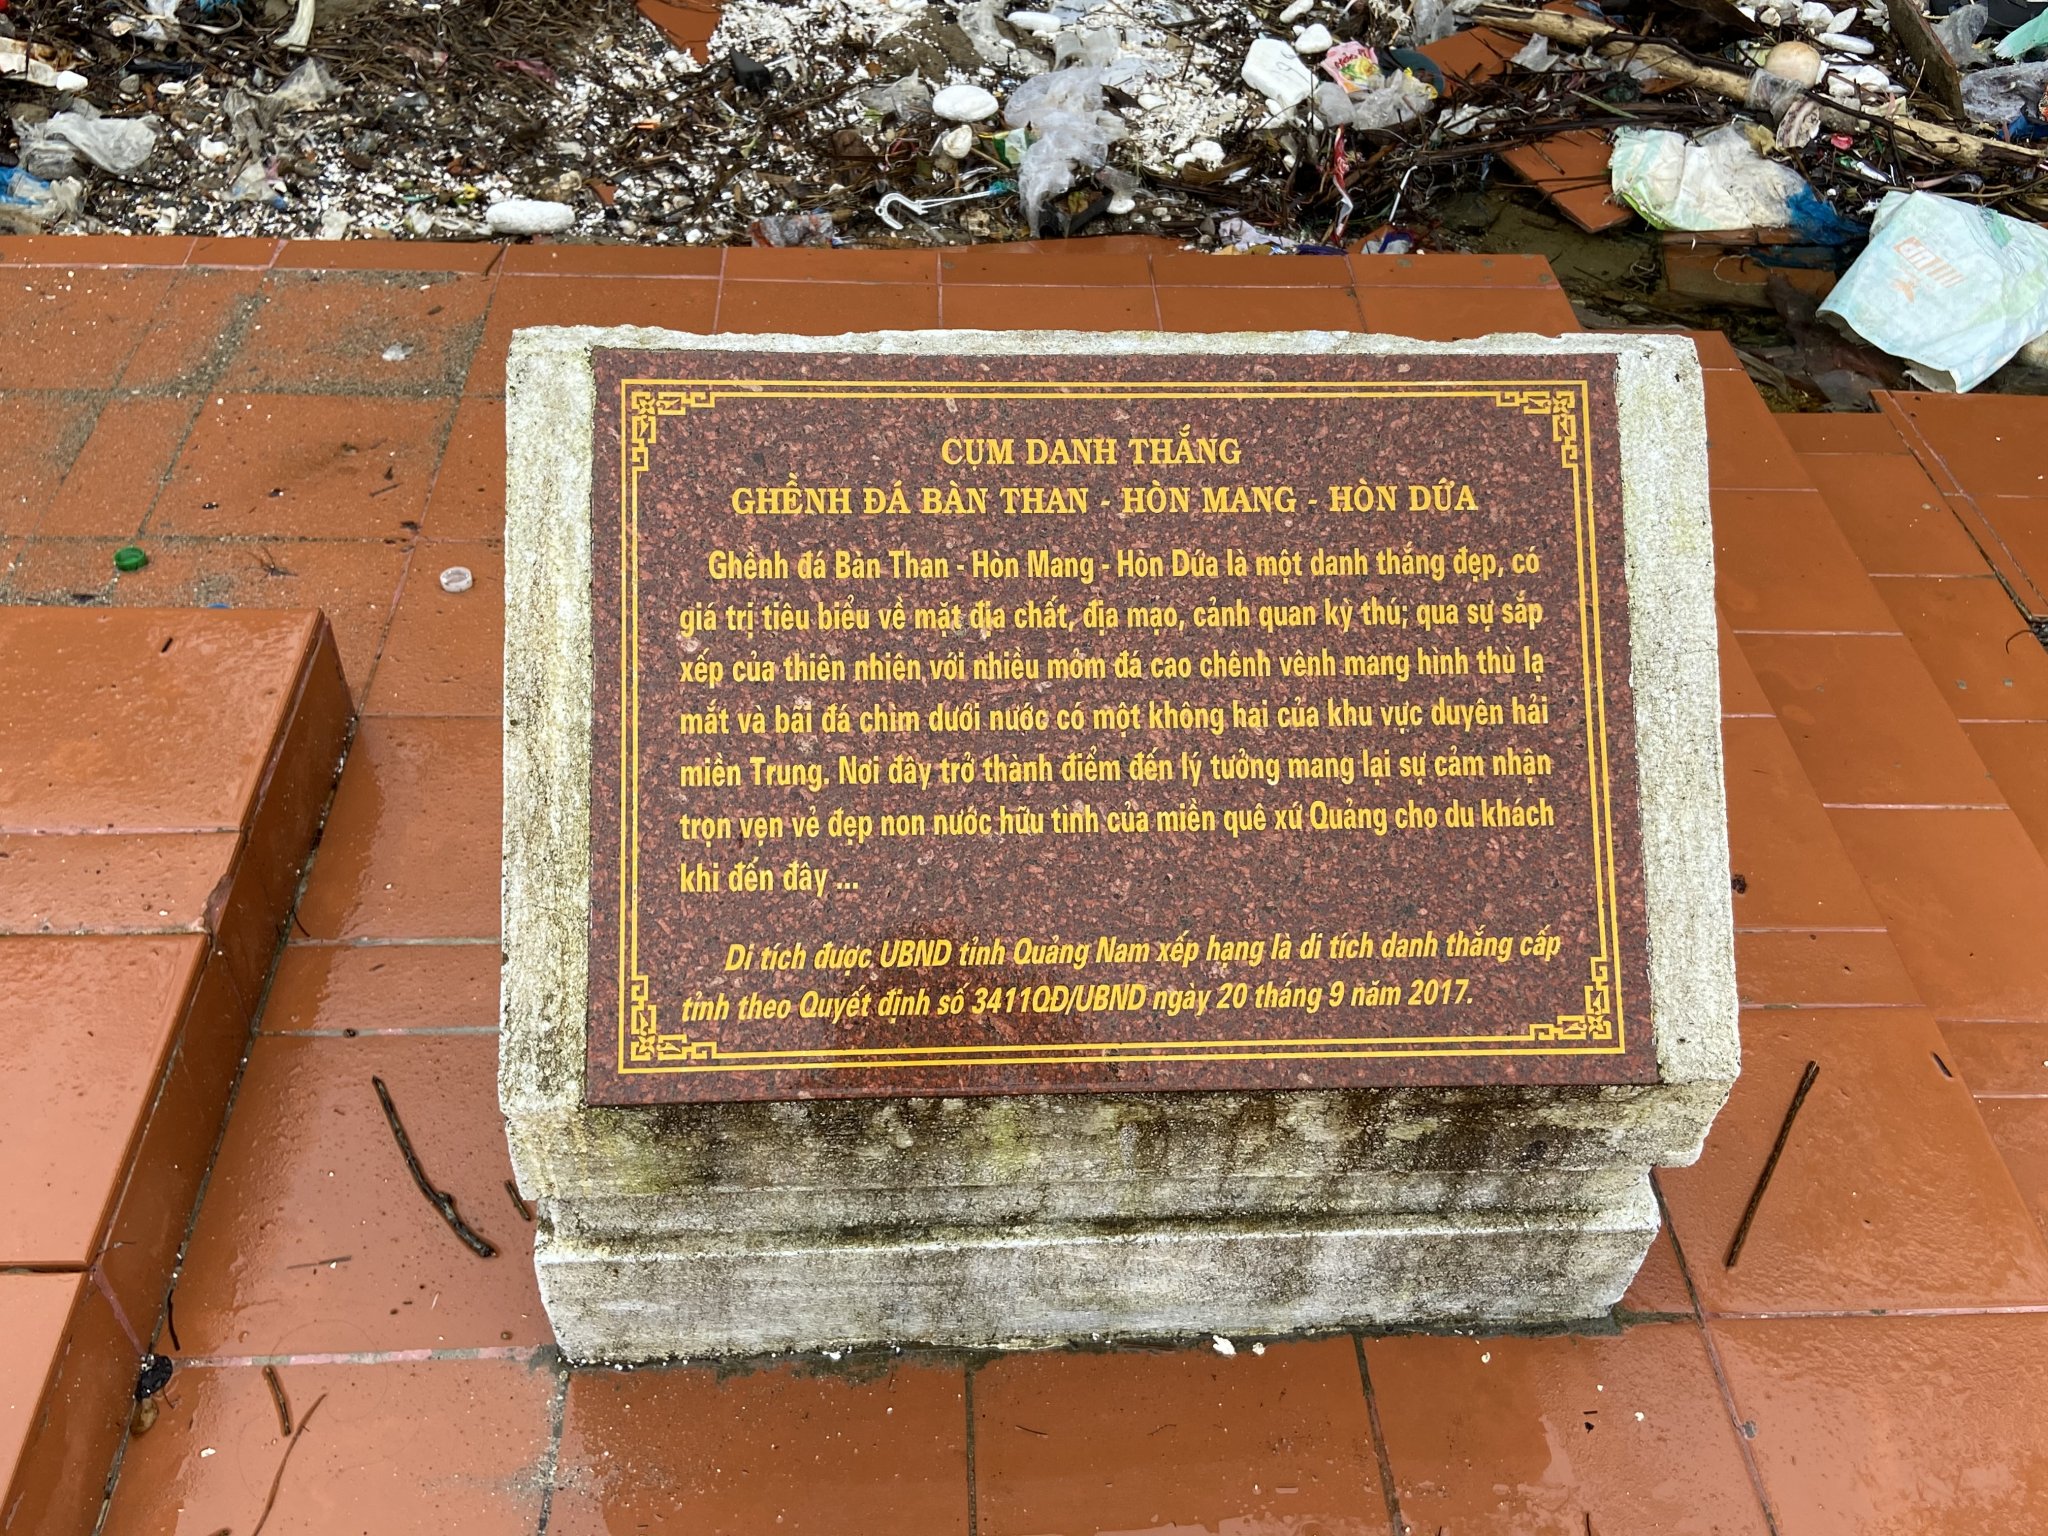 CỤM DANH THẮNG
GHỀNH ĐÁ BÀN THAN - HÒN MANG - HÒN DỨA
Ghềnh đá Bàn Than - Hòn Mang - Hòn Dứa là một danh thắng đẹp, có
giá trị tiêu biểu về mặt địa chất, địa mạo, cảnh quan kỳ thú; qua sự sắp
xếp của thiên nhiên với nhiều mỏm đá cao chênh vênh mang hình thù lạ
mắt và bãi đá chìm dưới nước có một không hai của khu vực duyên hải
miền Trung. Nơi đây trở thành điểm đến lý tưởng mang lại sự cảm nhận
trọn vẹn vẻ đẹp non nước hữu tình của miền quê xứ Quảng cho du khách
khi đến đây ...
Di tích được UBND tỉnh Quảng Nam xếp hạng là di tích danh thắng cấp
tỉnh theo Quyết định số 3411QĐ/UBND ngày 20 tháng 9 năm 2017.